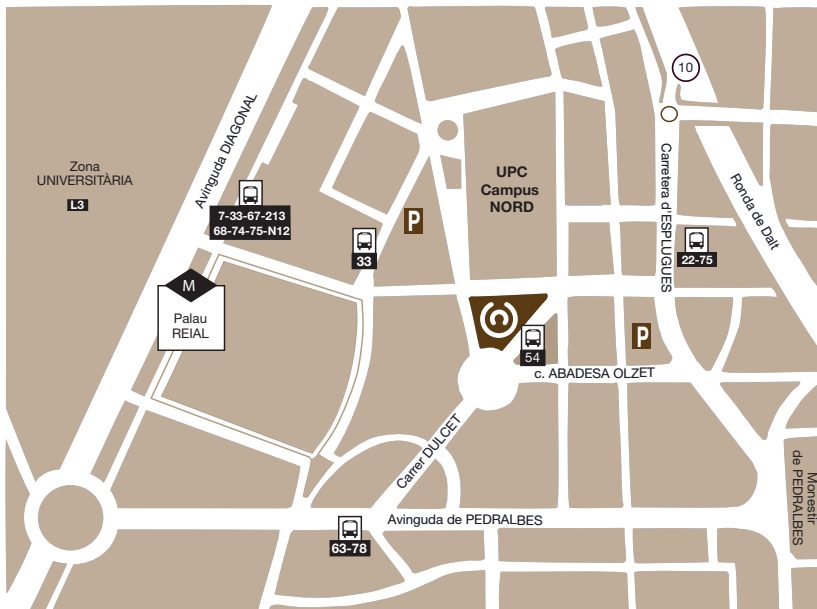 10
Zona
UNIVERSITÀRIA
L3
Avinguda DIAGONAL
UPC
Campus
NORD
Carretera d'ESPLUGUES
Ronda de Dalt
7-33-67-213
68-74-75-N12
P
33
22-75
M
Palau
REIAL
P
54
c. ABADESA OLZET
Carrer DULCET
Monestir
de PEDRALBES
Avinguda de PEDRALBES
63-78